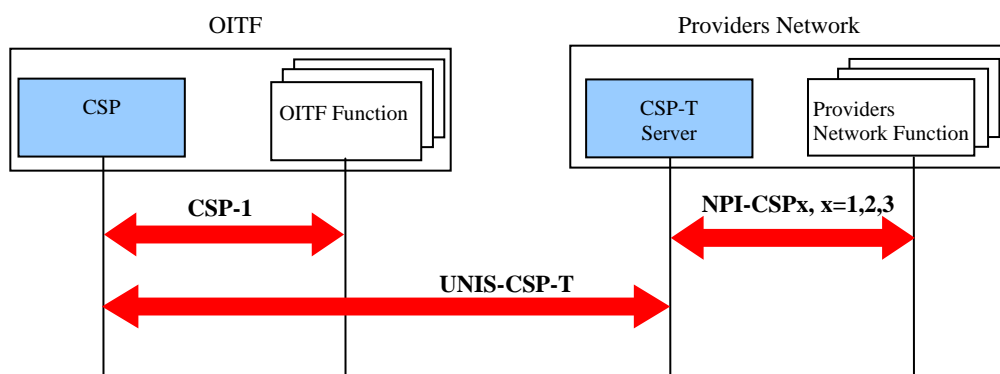 OITF
Providers Network
CSP
OITF Function
CSP-T
Server
Providers
Network Function
CSP-1
NPI-CSPx, x=1,2,3
UNIS-CSP-T